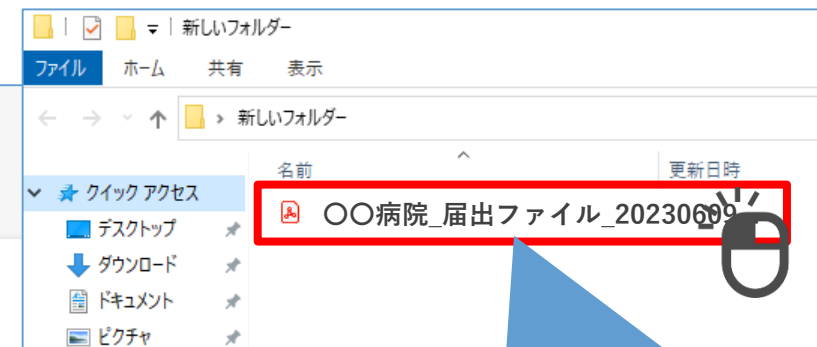 新しいフォルダー
ファイル ホーム 共有 表示
新しいフォルダー
名前 更新日時
クイック アクセス
〇〇病院_届出ファイル_20230609
デスクトップ
ダウンロード
ドキュメント
ピクチャ